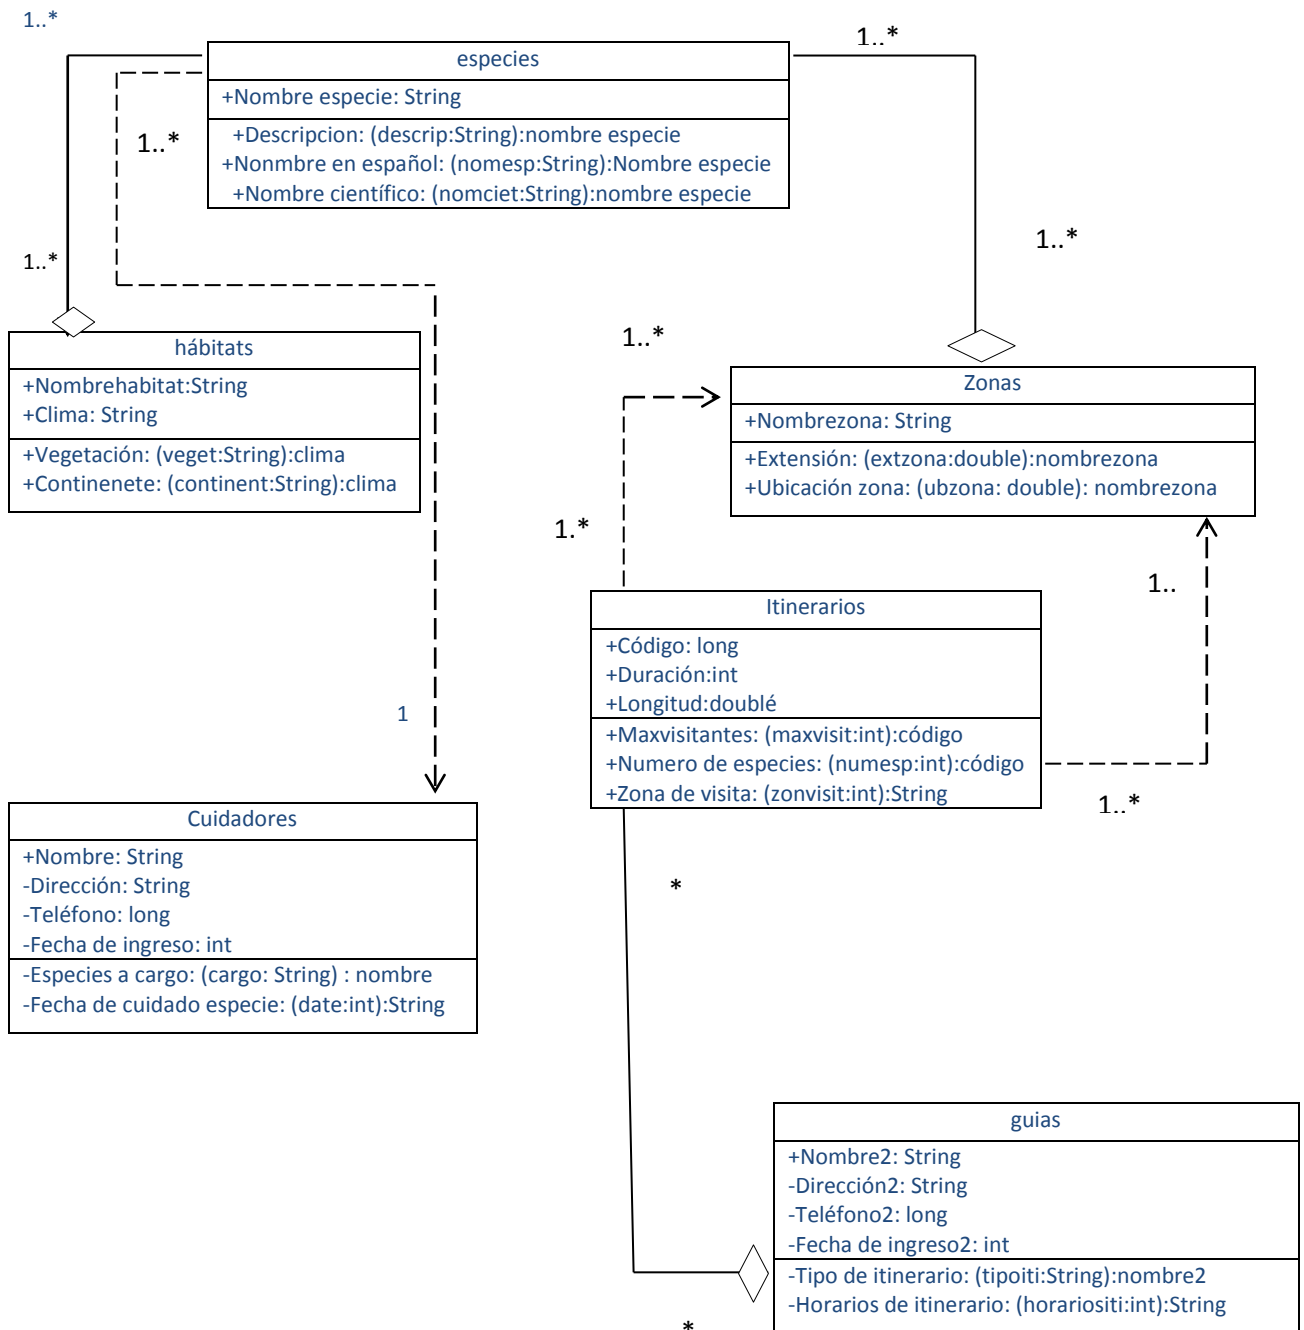 1..*
1..*
especies
+Nombre especie: String
1..*
+Descripcion: (descrip:String):nombre especie
+Nonmbre en español: (nomesp:String):Nombre especie
+Nombre científico: (nomciet:String):nombre especie
1..*
1..*
1..*
hábitats
+Nombrehabitat:String
+Clima: String
+Vegetación: (veget:String):clima
+Continenete: (continent:String):clima
Zonas
+Nombrezona: String
+Extensión: (extzona:double):nombrezona
+Ubicación zona: (ubzona: double): nombrezona
1.*
1..
Itinerarios
+Código: long
+Duración:int
+Longitud:doublé
+Maxvisitantes: (maxvisit:int):código
+Numero de especies: (numesp:int):código
+Zona de visita: (zonvisit:int):String
1
1..*
Cuidadores
+Nombre: String
-Dirección: String
-Teléfono: long
-Fecha de ingreso: int
-Especies a cargo: (cargo: String) : nombre
-Fecha de cuidado especie: (date:int):String
*
guias
+Nombre2: String
-Dirección2: String
-Teléfono2: long
-Fecha de ingreso2: int
-Tipo de itinerario: (tipoiti:String):nombre2
-Horarios de itinerario: (horariositi:int):String
*